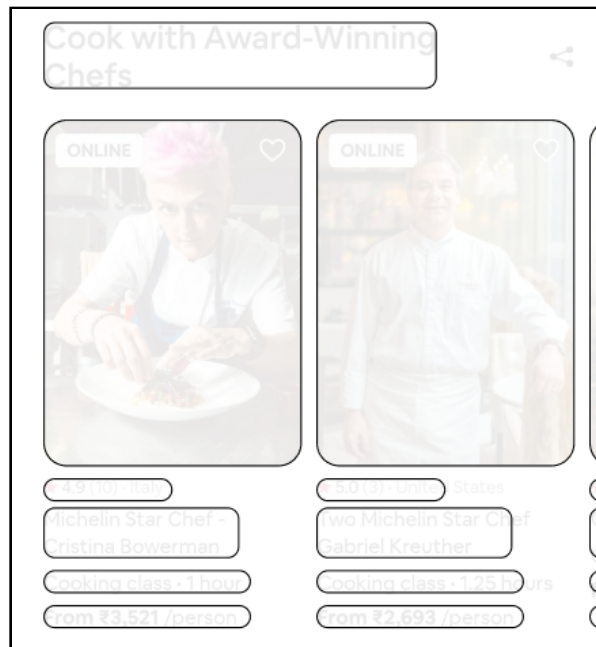 Cook with Award-Winning
Chefs
ONLINE
ONLINE
★ 4.9 (10) · Italy
Michelin Star Chef -
Cristina Bowerman
Cooking class · 1 hour
From ₹3,521 /person
★ 5.0 (3) · United States
Two Michelin Star Chef
Gabriel Kreuther
Cooking class · 1.25 hours
From ₹2,693 /person